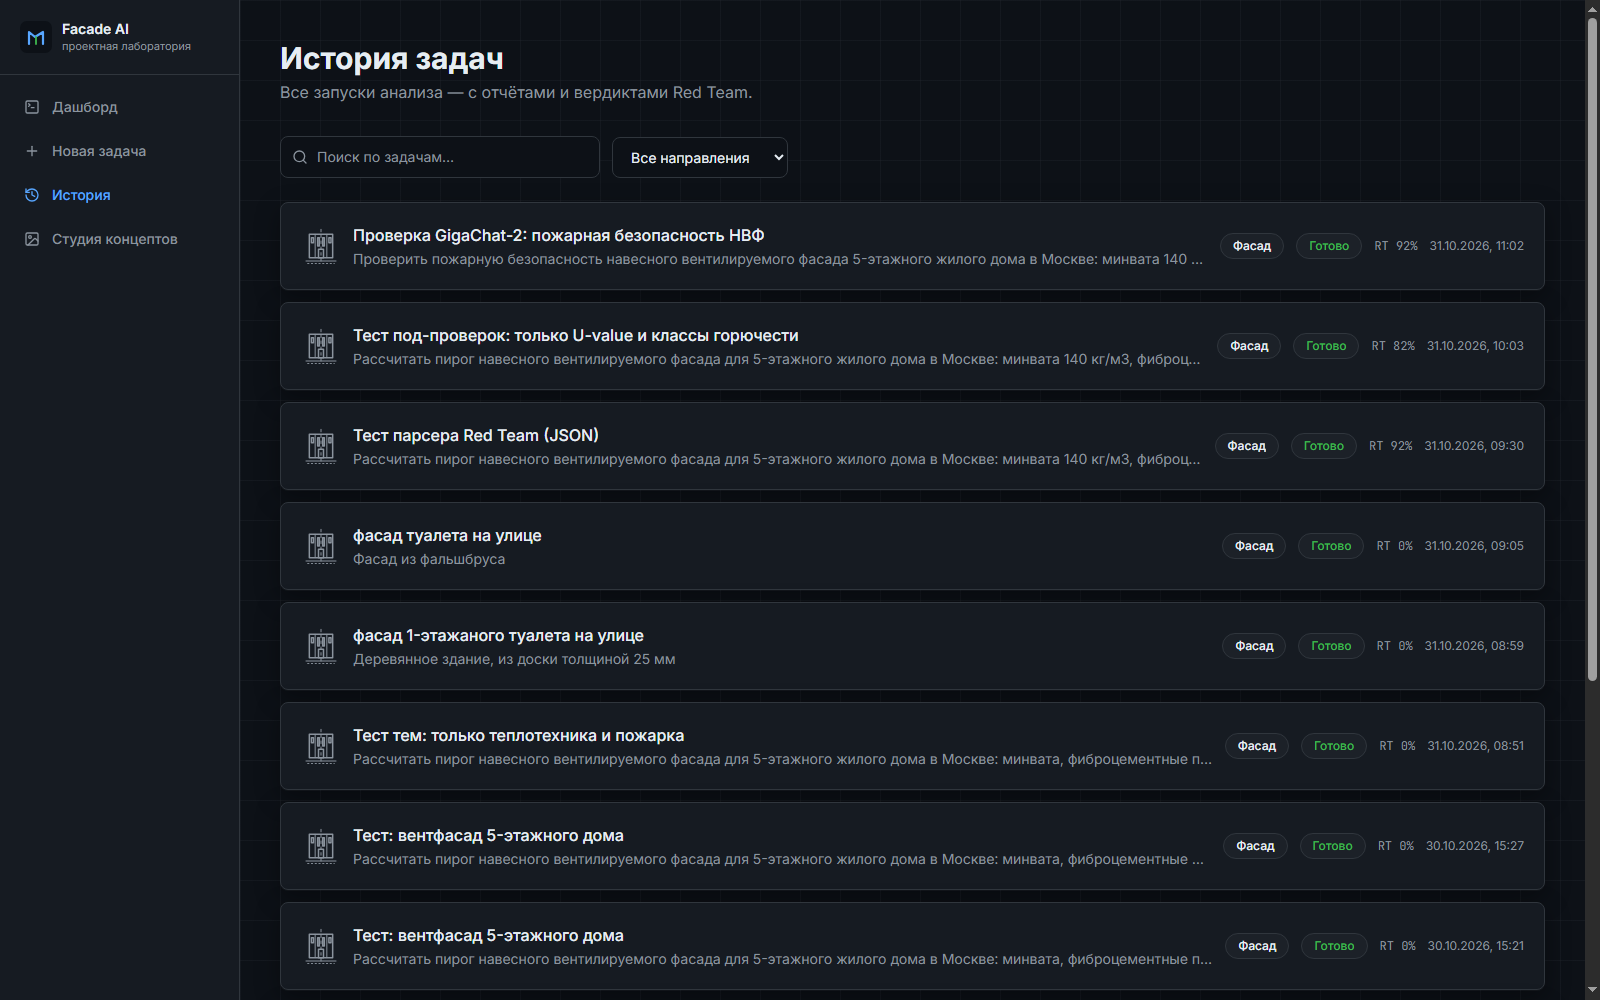 Facade AI
проектная лаборатория
Дашборд
Новая задача
История
Студия концептов
История задач
Все запуски анализа — с отчётами и вердиктами Red Team.
Поиск по задачам...
Все направления
Проверка GigaChat-2: пожарная безопасность НВФ
Проверить пожарную безопасность навесного вентилируемого фасада 5-этажного жилого дома в Москве: минвата 140 ...
Фасад Готово RT 92% 31.10.2026, 11:02
Тест под-проверок: только U-value и классы горючести
Рассчитать пирог навесного вентилируемого фасада для 5-этажного жилого дома в Москве: минвата 140 кг/м3, фиброц...
Фасад Готово RT 82% 31.10.2026, 10:03
Тест парсера Red Team (JSON)
Рассчитать пирог навесного вентилируемого фасада для 5-этажного жилого дома в Москве: минвата 140 кг/м3, фиброц...
Фасад Готово RT 92% 31.10.2026, 09:30
фасад туалета на улице
Фасад из фальшбруса
Фасад Готово RT 0% 31.10.2026, 09:05
фасад 1-этажаного туалета на улице
Деревянное здание, из доски толщиной 25 мм
Фасад Готово RT 0% 31.10.2026, 08:59
Тест тем: только теплотехника и пожарка
Рассчитать пирог навесного вентилируемого фасада для 5-этажного жилого дома в Москве: минвата, фиброцементные п...
Фасад Готово RT 0% 31.10.2026, 08:51
Тест: вентфасад 5-этажного дома
Рассчитать пирог навесного вентилируемого фасада для 5-этажного жилого дома в Москве: минвата, фиброцементные ...
Фасад Готово RT 0% 30.10.2026, 15:27
Тест: вентфасад 5-этажного дома
Рассчитать пирог навесного вентилируемого фасада для 5-этажного жилого дома в Москве: минвата, фиброцементные п...
Фасад Готово RT 0% 30.10.2026, 15:21